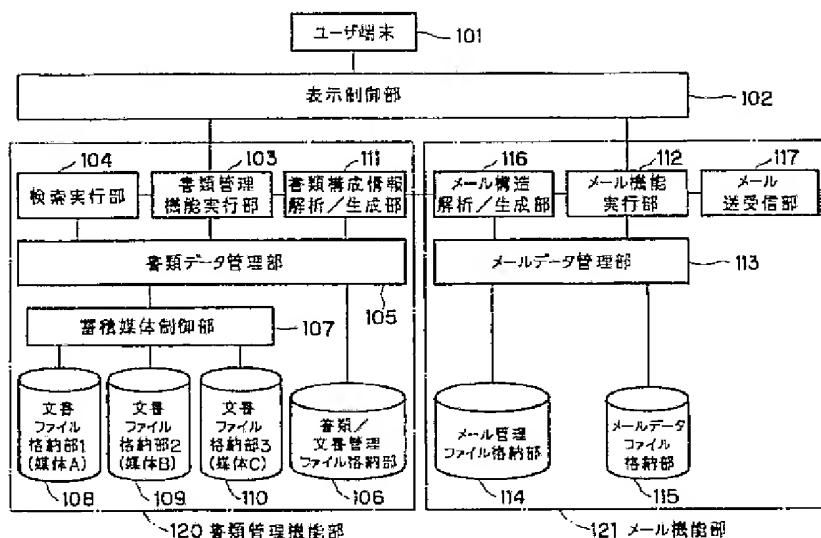 ユーザ端末
101
表示制御部
102
104
103
111
116
112
117
検索実行部
書類管理
機能実行部
書類構成情報
解析／生成部
メール構造
解析／生成部
メール機能
実行部
メール
送受信部
書類データ管理部
105
メールデータ管理部
113
蓄積媒体制御部
107
文書
ファイル
格納部1
(媒体A)
文書
ファイル
格納部2
(媒体B)
文書
ファイル
格納部3
(媒体C)
書類／
文書管理
ファイル格納部
メール管理
ファイル格納部
メールデータ
ファイル
格納部
108
109
110
106
114
115
120 書類管理機能部
121 メール機能部